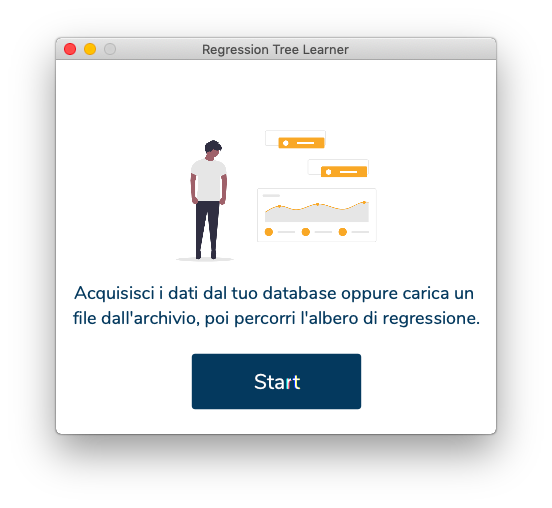 Regression Tree Learner
Acquisisci i dati dal tuo database oppure carica un
file dall'archivio, poi percorri l'albero di regressione.
Start